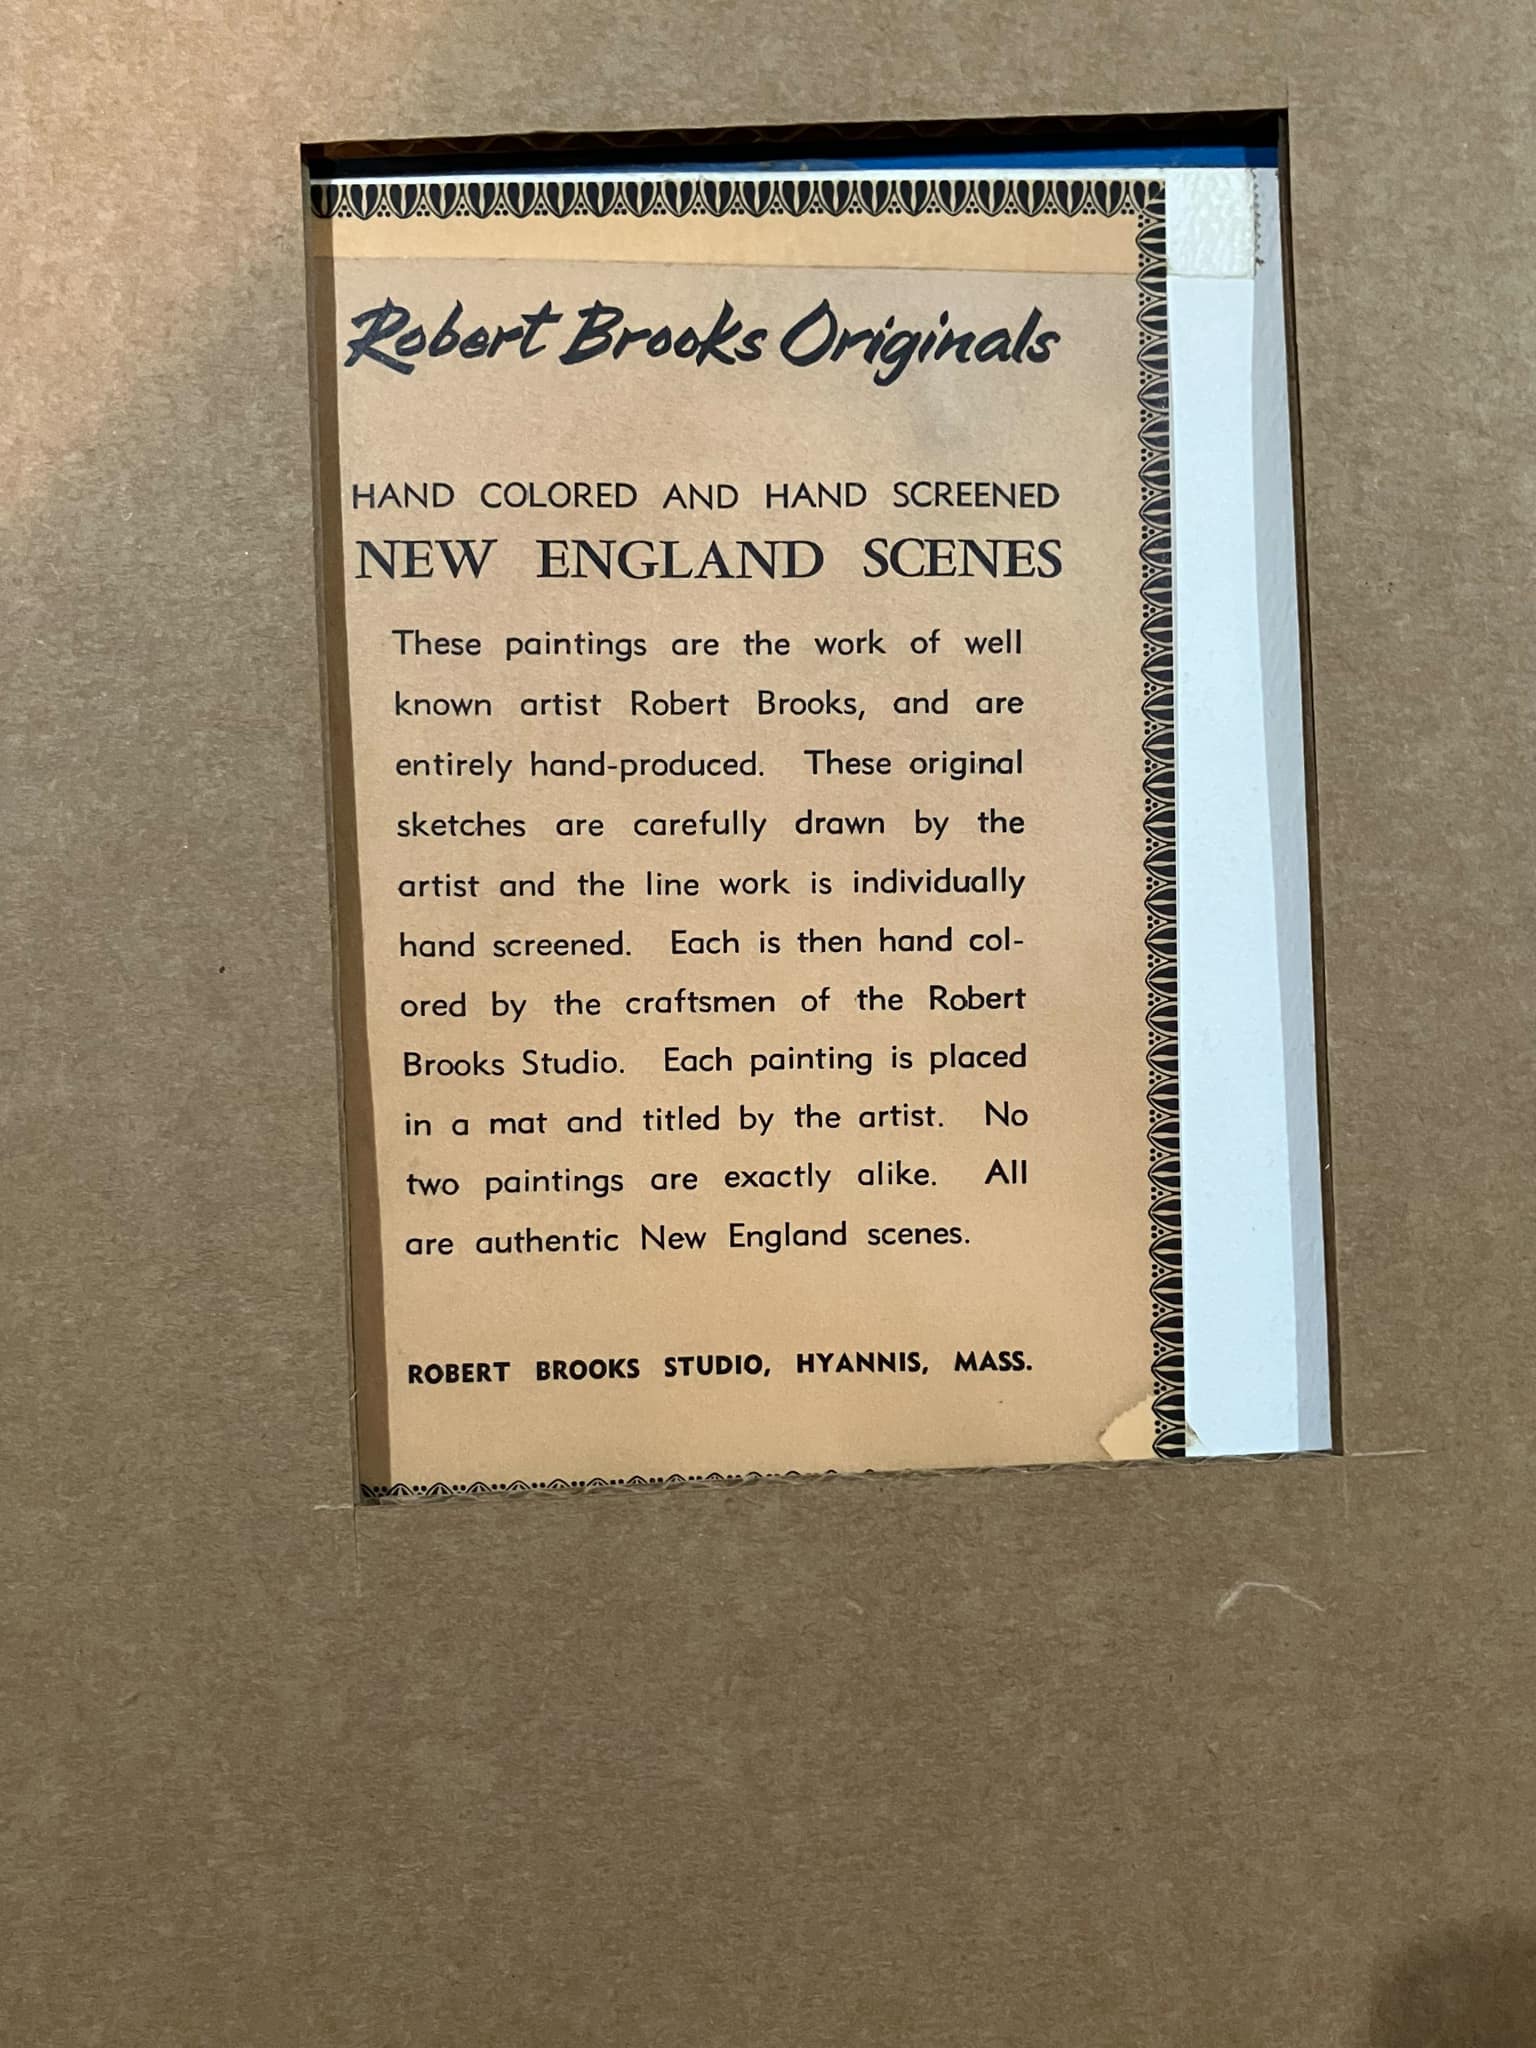 Robert Brooks Originals
HAND COLORED AND HAND SCREENED
NEW ENGLAND SCENES
These paintings are the work of well
known artist Robert Brooks, and are
entirely hand-produced. These original
sketches are carefully drawn by the
artist and the line work is individually
hand screened. Each is then hand col-
ored by the craftsmen of the Robert
Brooks Studio. Each painting is placed
in a mat and titled by the artist. No
two paintings are exactly alike. All
are authentic New England scenes.
ROBERT BROOKS STUDIO, HYANNIS, MASS.